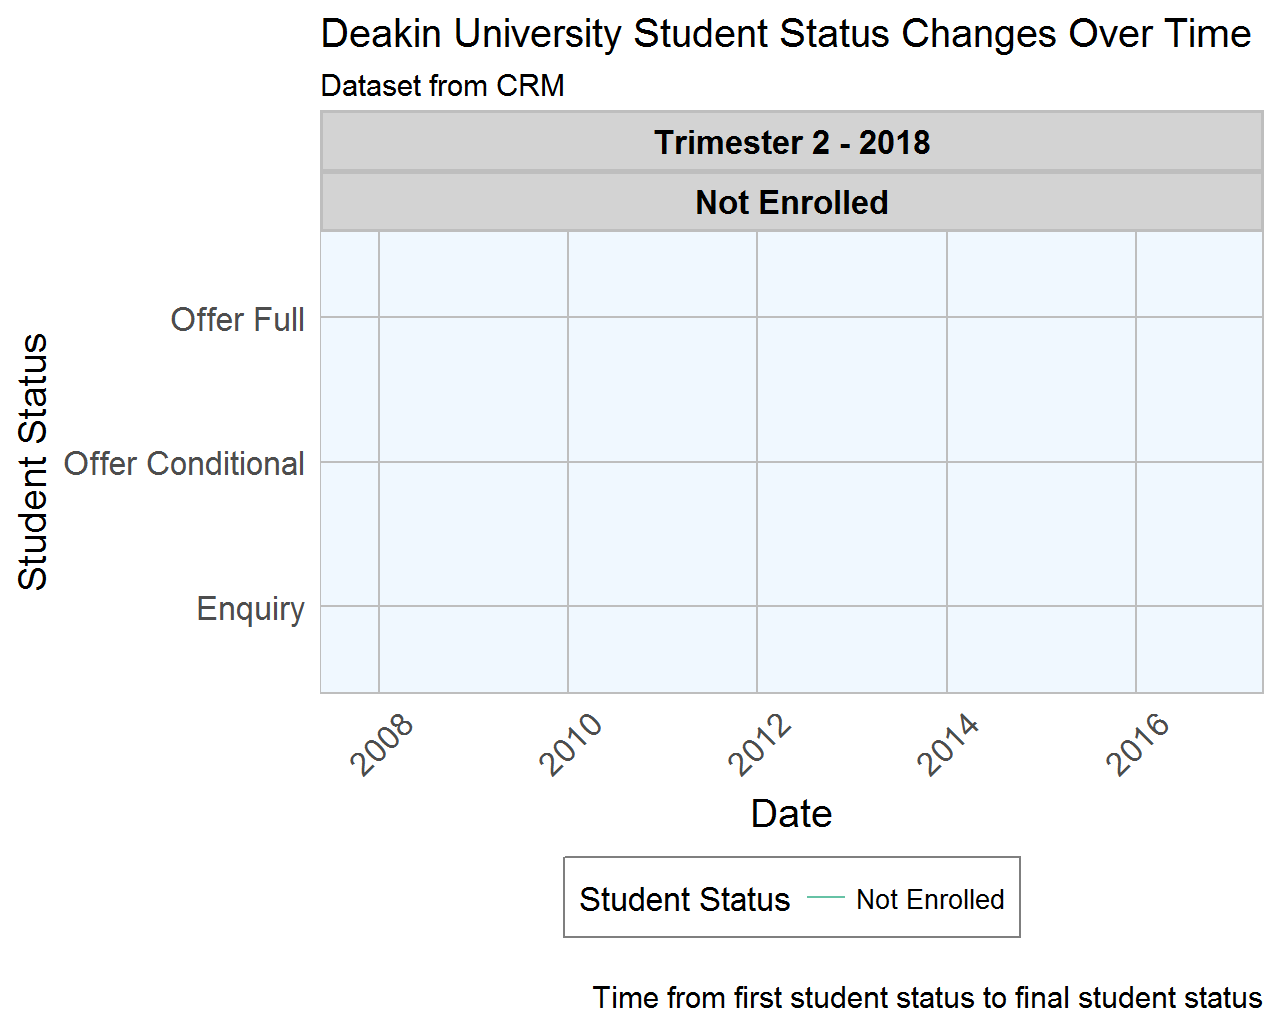 Deakin University Student Status Changes Over Time
Dataset from CRM
Trimester 2 - 2018
Not Enrolled
Student Status
Offer Full
Offer Conditional
Enquiry
2008 2010 2012 2014 2016
Date
Student Status Not Enrolled
Time from first student status to final student status